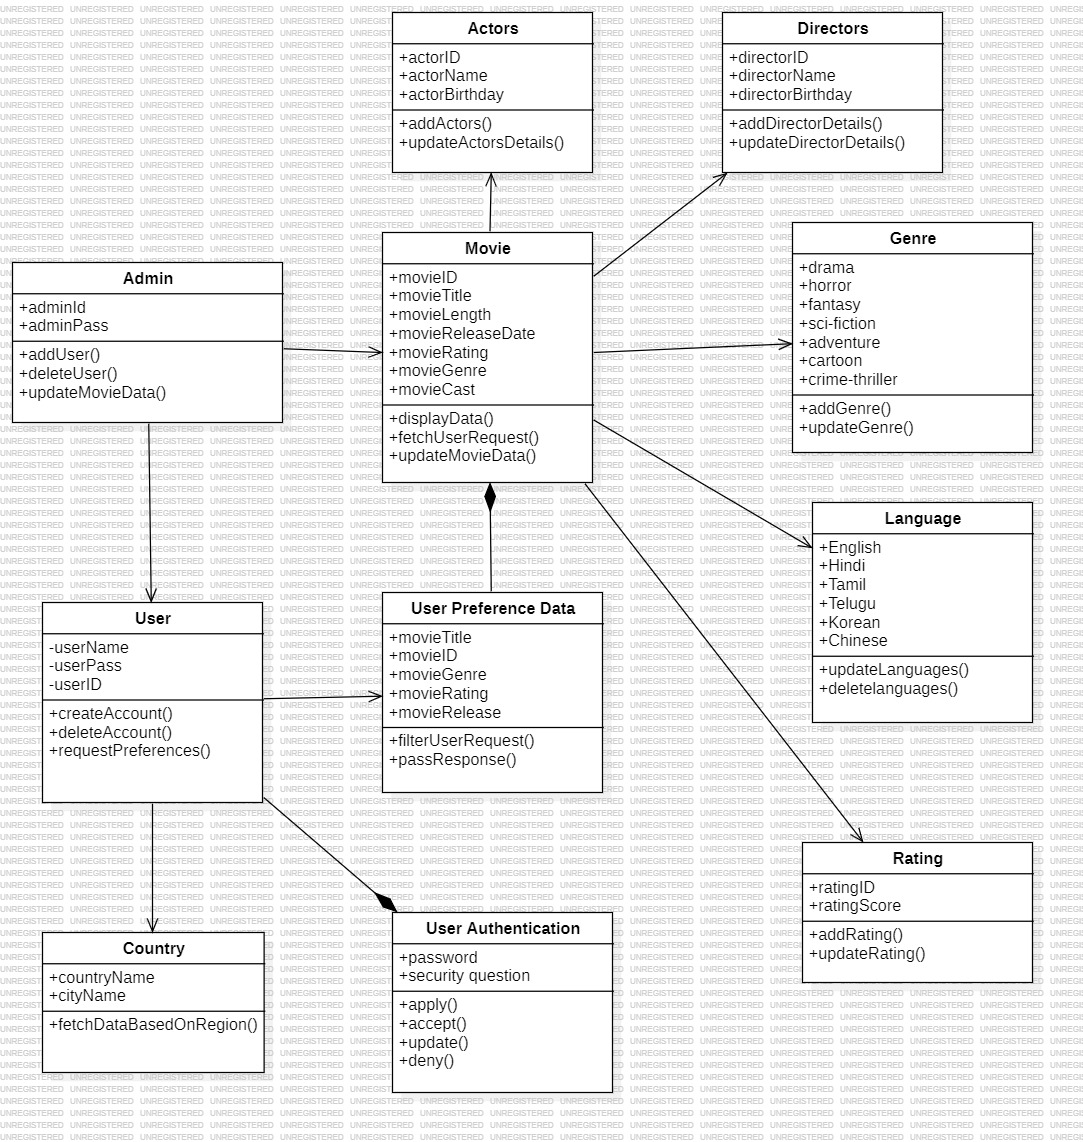 Actors
+actorID
+actorName
+actorBirthday
+addActors()
+updateActorsDetails()
Directors
+directorID
+directorName
+directorBirthday
+addDirectorDetails()
+updateDirectorDetails()
Movie
+movieID
+movieTitle
+movieLength
+movieReleaseDate
+movieRating
+movieGenre
+movieCast
+displayData()
+fetchUserRequest()
+updateMovieData()
Genre
+drama
+horror
+fantasy
+sci-fiction
+adventure
+cartoon
+crime-thriller
+addGenre()
+updateGenre()
Admin
+adminId
+adminPass
+addUser()
+deleteUser()
+updateMovieData()
Language
+English
+Hindi
+Tamil
+Telugu
+Korean
+Chinese
+updateLanguages()
+deletelanguages()
User
-userName
-userPass
-userID
+createAccount()
+deleteAccount()
+requestPreferences()
User Preference Data
+movieTitle
+movieID
+movieGenre
+movieRating
+movieRelease
+filterUserRequest()
+passResponse()
Rating
+ratingID
+ratingScore
+addRating()
+updateRating()
Country
+countryName
+cityName
+fetchDataBasedOnRegion()
User Authentication
+password
+security question
+apply()
+accept()
+update()
+deny()
UNREGISTERED